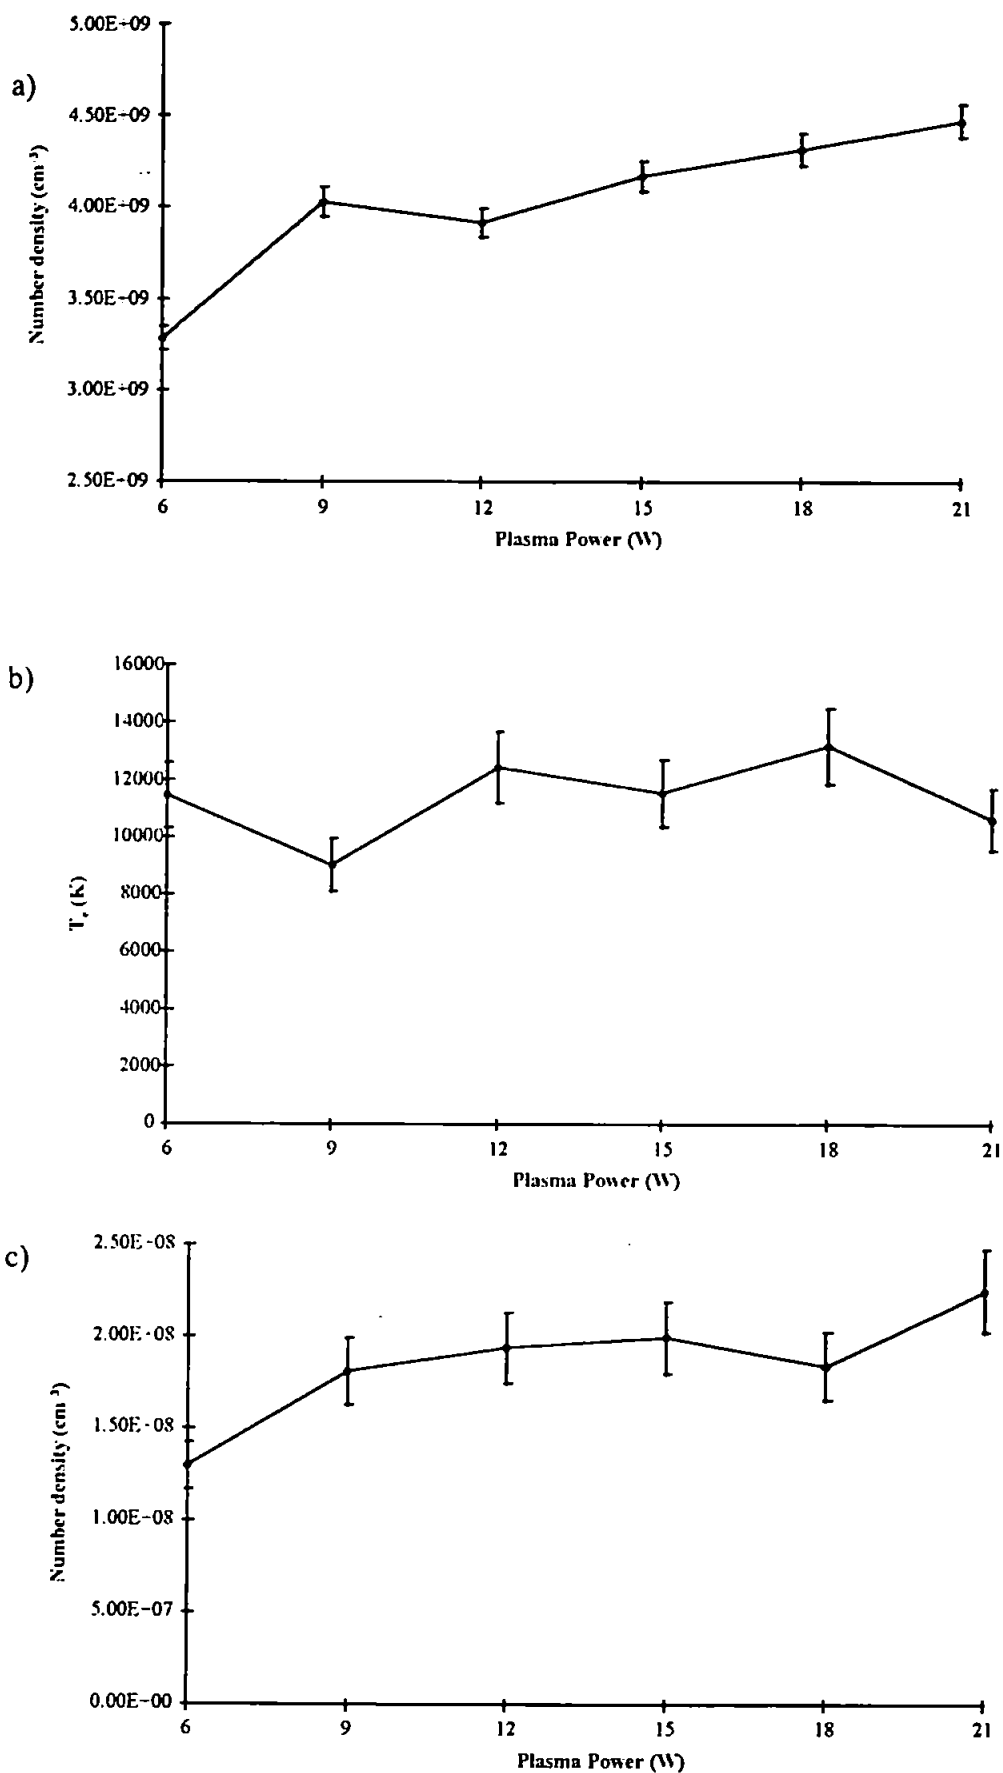 a)
5.00E+09
4.50E+09
4.00E+09
3.50E+09
3.00E+09
2.50E+09
Number density (cm⁻³)
6 9 12 15 18 21
Plasma Power (W)
b)
16000
14000
12000
10000
8000
6000
4000
2000
0
Tₑ (K)
6 9 12 15 18 21
Plasma Power (W)
c)
2.50E+08
2.00E+08
1.50E+08
1.00E+08
5.00E+07
0.00E+00
Number density (cm⁻³)
6 9 12 15 18 21
Plasma Power (W)